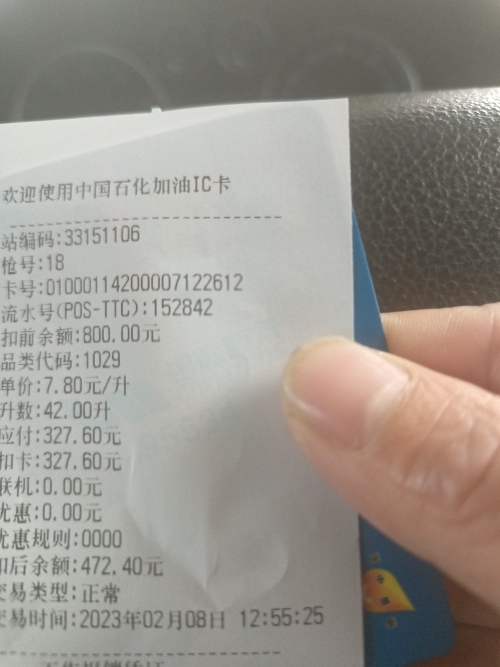 欢迎使用中国石化加油IC卡
站编码:33151106
枪号:18
卡号:01000114200007122612
流水号(POS-TTC):152842
扣前余额:800.00元
品类代码:1029
单价:7.80元/升
升数:42.00升
应付:327.60元
扣卡:327.60元
联机:0.00元
优惠:0.00元
优惠规则:0000
扣后余额:472.40元
交易类型:正常
交易时间:2023年02月08日 12:55:25